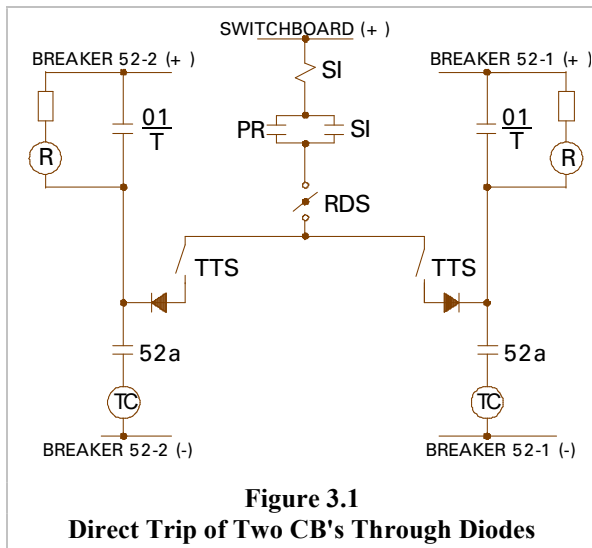 SWITCHBOARD (+ )
BREAKER 52-2 (+ )
BREAKER 52-1 (+ )
SI
01
T
PR
SI
01
T
R
R
RDS
TTS
TTS
52a
52a
TC
TC
BREAKER 52-2 (-)
BREAKER 52-1 (-)
Figure 3.1
Direct Trip of Two CB's Through Diodes